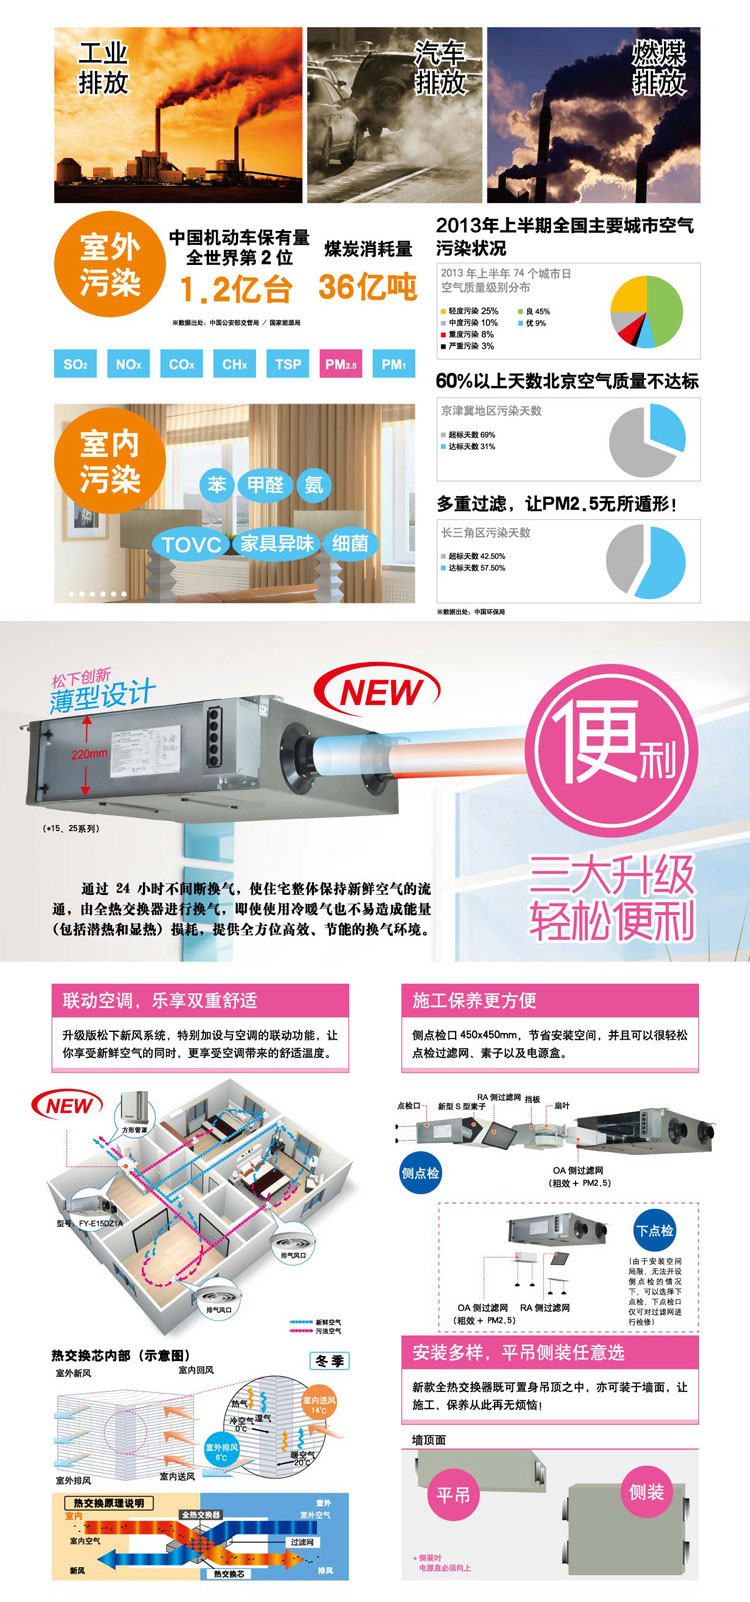 工业
排放
汽车
排放
燃煤
排放
室外
污染
中国机动车保有量
全世界第2位
1.2亿台
煤炭消耗量
36亿吨
※数据出处：中国公安部交管局 / 国家能源局
SO2
NOX
COX
CHX
TSP
PM2.5
PM1
室内
污染
苯
甲醛
氨
TOVC
家具异味
细菌
2013年上半期全国主要城市空气
污染状况
2013年上半年74个城市日
空气质量级别分布
轻度污染 25%
良 45%
中度污染 10%
优 9%
重度污染 8%
严重污染 3%
60%以上天数北京空气质量不达标
京津冀地区污染天数
超标天数 69%
达标天数 31%
多重过滤，让PM2.5无所遁形！
长三角区污染天数
超标天数 42.50%
达标天数 57.50%
※数据出处：中国环保局
松下创新
薄型设计
NEW
220mm
(*15、25系列)
便利
三大升级
轻松便利
通过 24 小时不间断换气，使住宅整体保持新鲜空气的流
通，由全热交换器进行换气，即使使用冷暖气也不易造成能量
(包括潜热和显热) 损耗，提供全方位高效、节能的换气环境。
联动空调，乐享双重舒适
升级版松下新风系统，特别加设与空调的联动功能，让
你享受新鲜空气的同时，更享受空调带来的舒适温度。
NEW
方形管罩
型号：FY-E15DZ1A
排气风口
排气风口
新鲜空气
污浊空气
热交换芯内部（示意图）
冬季
室外新风
室内回风
室外排风
室内送风
热气
冷空气
0℃
湿气
室内送风
14℃
室外排风
6℃
暖空气
20℃
热交换原理说明
室内
室外
全热交换器
室外空气
室内空气
过滤网
新风
热交换芯
排风
施工保养更方便
侧点检口450x450mm，节省安装空间，并且可以很轻松
点检过滤网、素子以及电源盒。
点检口
新型S型素子
RA 侧过滤网
挡板
扇叶
侧点检
OA 侧过滤网
(粗效 + PM2.5)
下点检
(由于安装空间
局限，无法开设
侧点检的情况
下，可以选择下
点检，下点检口
仅可对过滤网进
行检修)
OA 侧过滤网
(粗效 + PM2.5)
RA 侧过滤网
安装多样，平吊侧装任意选
新款全热交换器既可置身吊顶之中，亦可装于墙面，让
施工、保养从此再无烦恼！
墙顶面
平吊
侧装
* 侧装时
电源盒必须向上